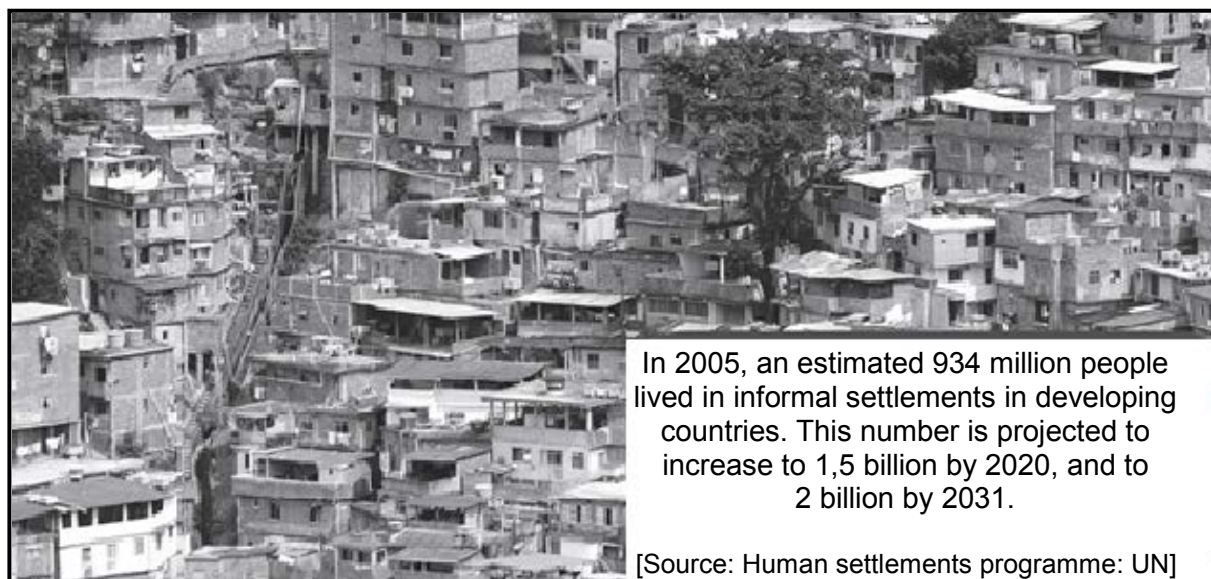 In 2005, an estimated 934 million people
lived in informal settlements in developing
countries. This number is projected to
increase to 1,5 billion by 2020, and to
2 billion by 2031.
[Source: Human settlements programme: UN]